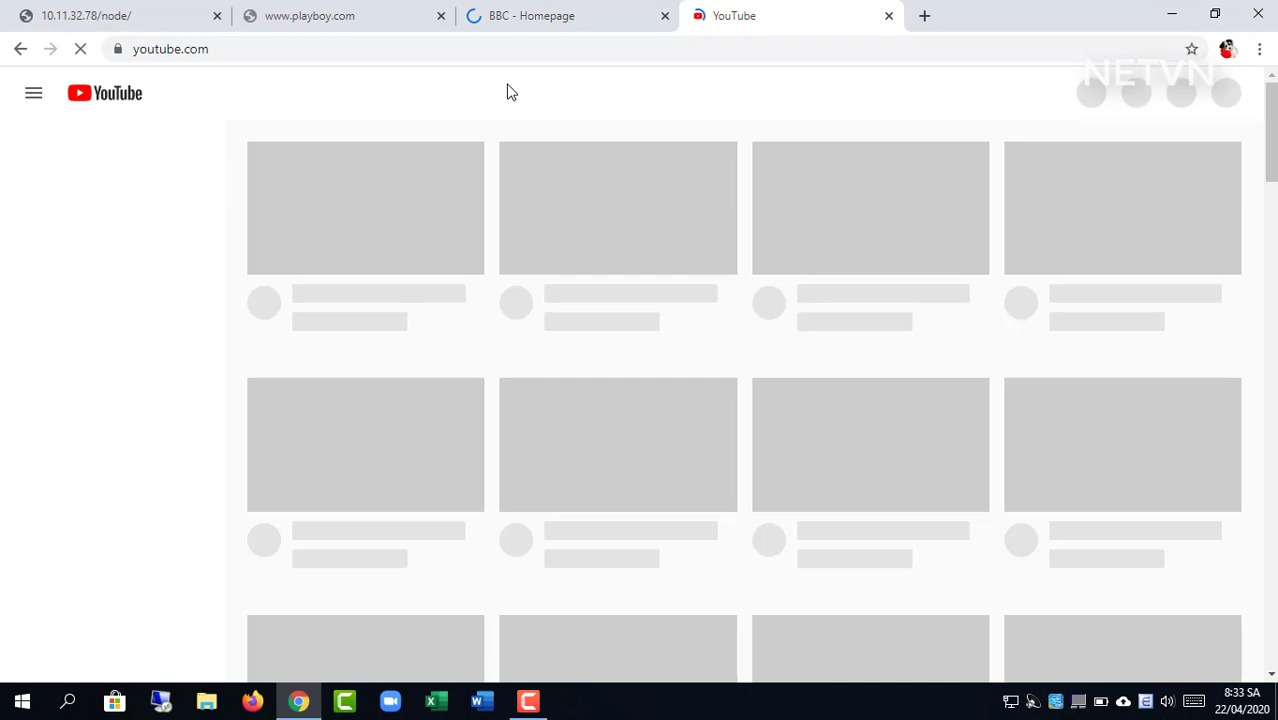 10.11.32.78/node/
www.playboy.com
BBC - Homepage
YouTube
youtube.com
YouTube
NETVN
8:33 SA
22/04/2020